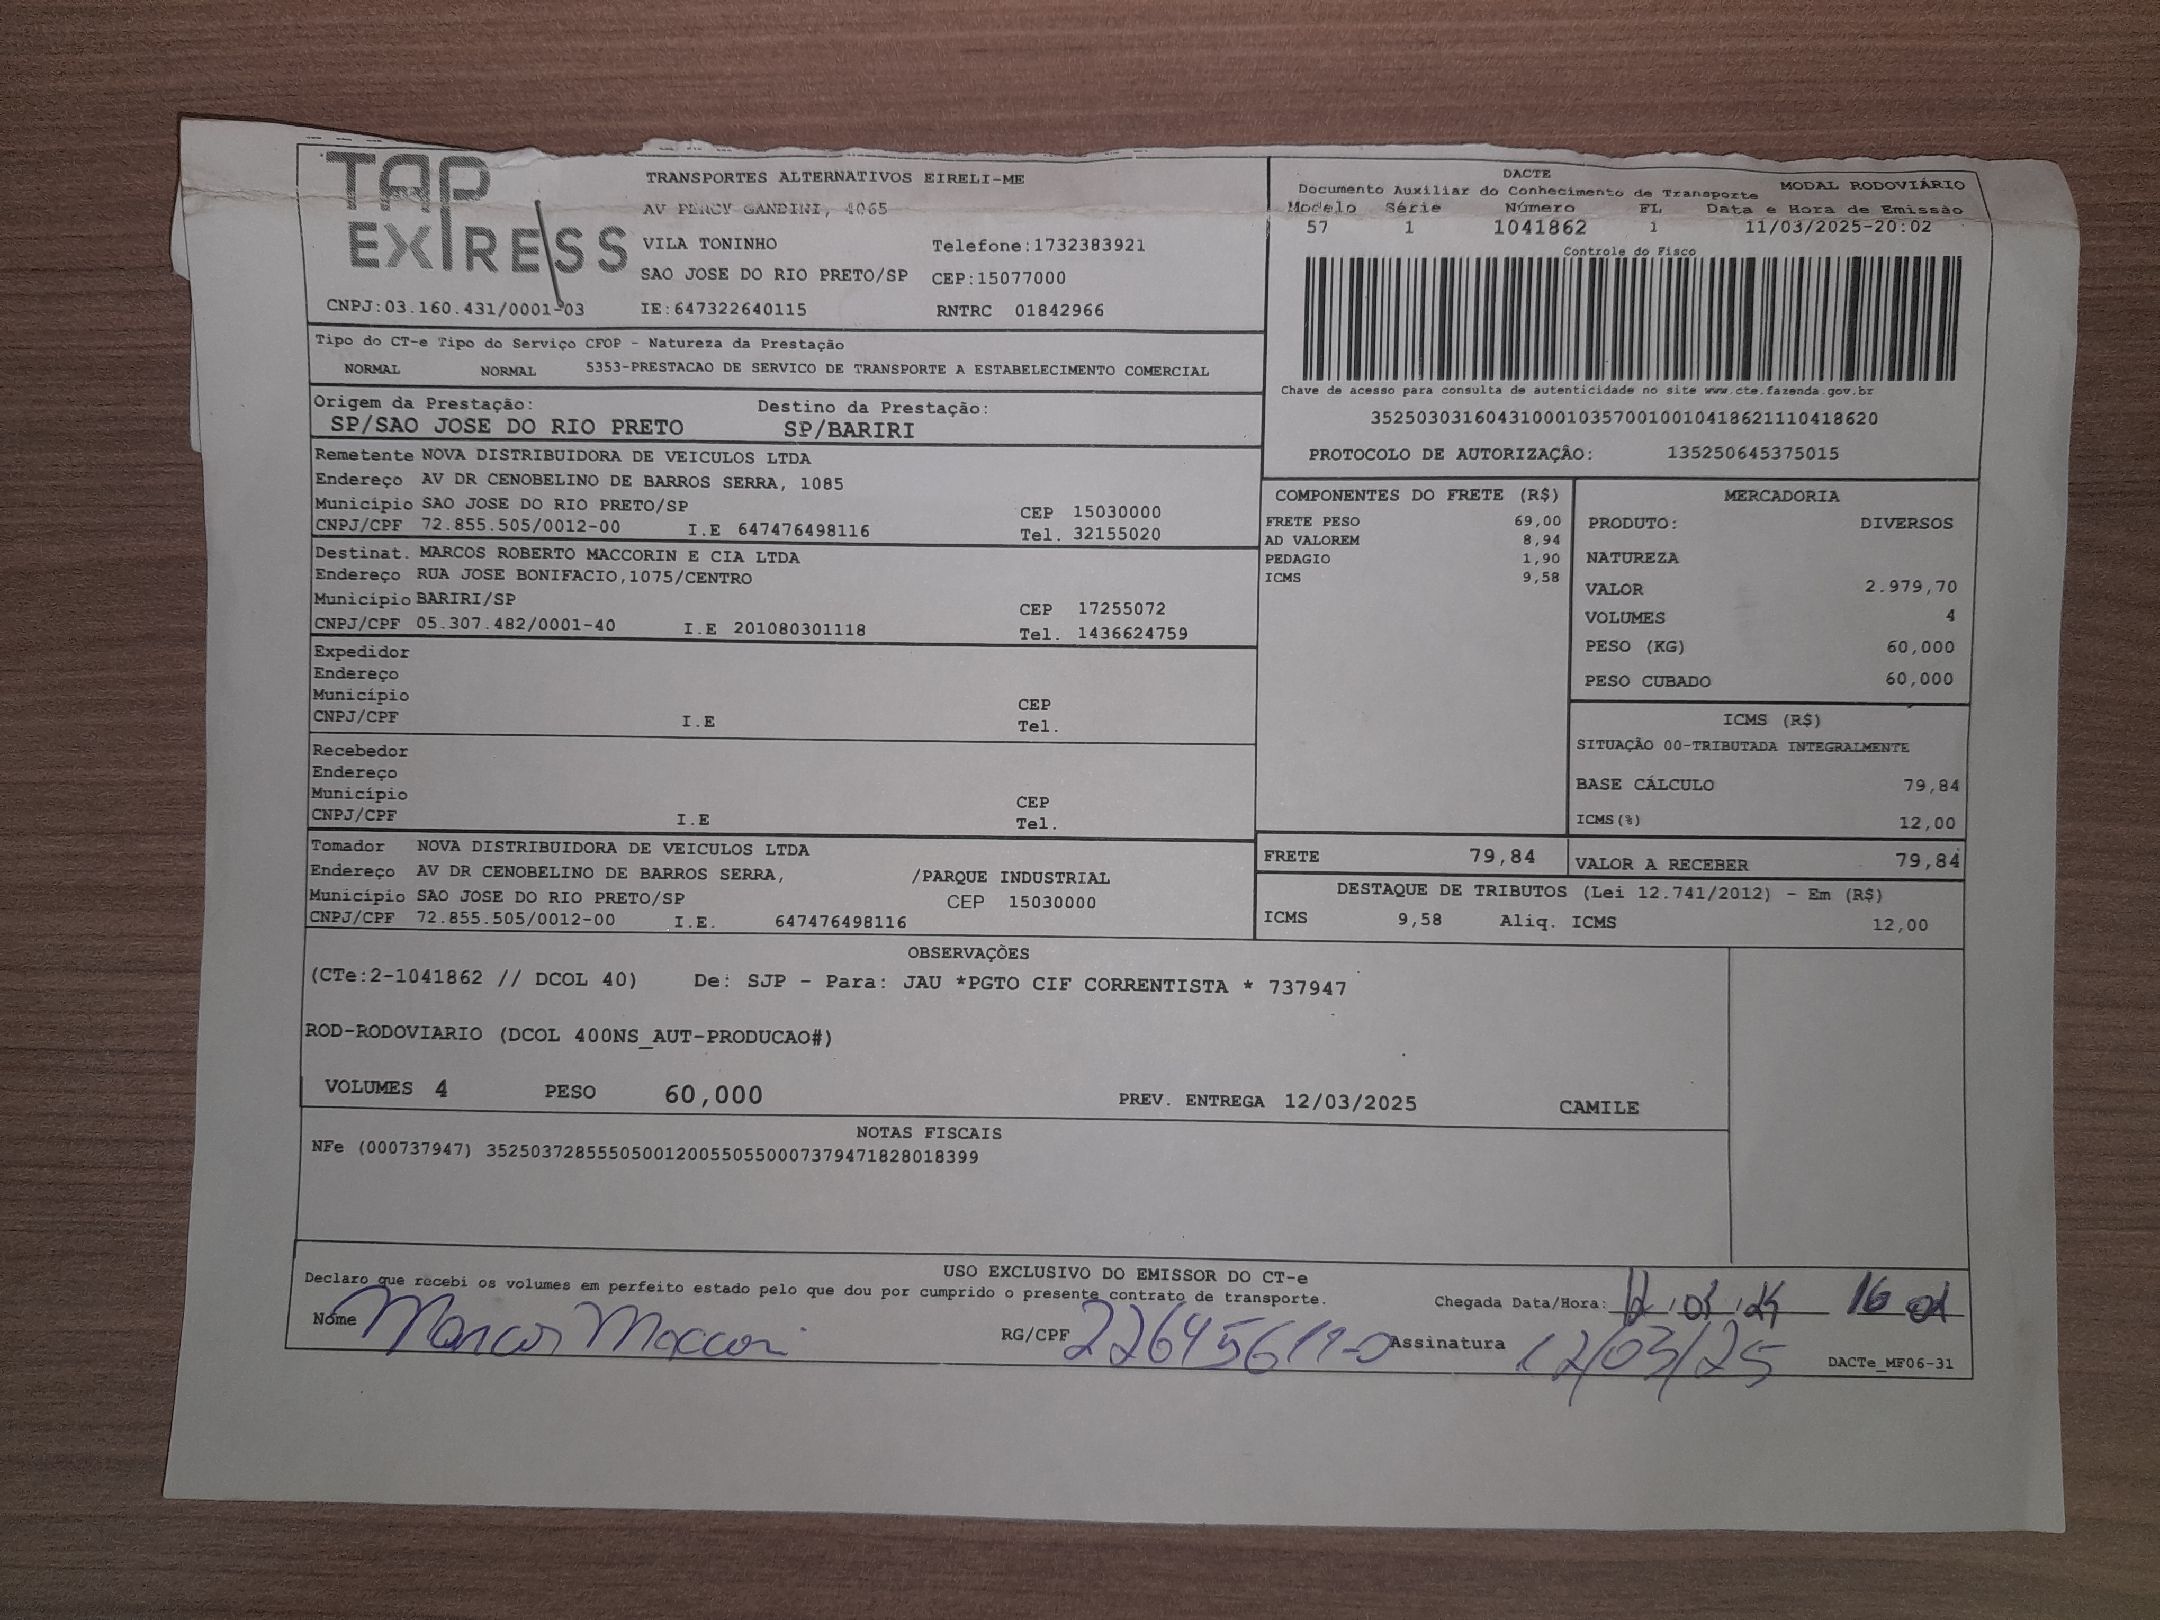 TAP
EXPRESS
TRANSPORTES ALTERNATIVOS EIRELI-ME
AV PERCY GANDINI, 4065
VILA TONINHO Telefone:1732383921
SAO JOSE DO RIO PRETO/SP CEP:15077000
CNPJ:03.160.431/0001-03 IE:647322640115 RNTRC 01842966
DACTE
Documento Auxiliar do Conhecimento de Transporte MODAL RODOVIÁRIO
Modelo Série Número FL Data e Hora de Emissão
57 1 1041862 1 11/03/2025-20:02
Controle do Fisco
Chave de acesso para consulta de autenticidade no site www.cte.fazenda.gov.br
35250303160431000103570010010418621110418620
PROTOCOLO DE AUTORIZAÇÃO: 135250645375015
Tipo do CT-e Tipo do Serviço CFOP - Natureza da Prestação
NORMAL NORMAL 5353-PRESTACAO DE SERVICO DE TRANSPORTE A ESTABELECIMENTO COMERCIAL
Origem da Prestação: Destino da Prestação:
SP/SAO JOSE DO RIO PRETO SP/BARIRI
Remetente NOVA DISTRIBUIDORA DE VEICULOS LTDA
Endereço AV DR CENOBELINO DE BARROS SERRA, 1085
Município SAO JOSE DO RIO PRETO/SP CEP 15030000
CNPJ/CPF 72.855.505/0012-00 I.E 647476498116 Tel. 32155020
Destinat. MARCOS ROBERTO MACCORIN E CIA LTDA
Endereço RUA JOSE BONIFACIO,1075/CENTRO
Município BARIRI/SP CEP 17255072
CNPJ/CPF 05.307.482/0001-40 I.E 201080301118 Tel. 1436624759
Expedidor
Endereço
Município CEP
CNPJ/CPF I.E Tel.
Recebedor
Endereço
Município CEP
CNPJ/CPF I.E Tel.
Tomador NOVA DISTRIBUIDORA DE VEICULOS LTDA
Endereço AV DR CENOBELINO DE BARROS SERRA, /PARQUE INDUSTRIAL
Município SAO JOSE DO RIO PRETO/SP CEP 15030000
CNPJ/CPF 72.855.505/0012-00 I.E. 647476498116
COMPONENTES DO FRETE (R$)
FRETE PESO 69,00
AD VALOREM 8,94
PEDAGIO 1,90
ICMS 9,58
MERCADORIA
PRODUTO: DIVERSOS
NATUREZA
VALOR 2.979,70
VOLUMES 4
PESO (KG) 60,000
PESO CUBADO 60,000
ICMS (R$)
SITUAÇÃO 00-TRIBUTADA INTEGRALMENTE
BASE CÁLCULO 79,84
ICMS(%) 12,00
FRETE 79,84 VALOR A RECEBER 79,84
DESTAQUE DE TRIBUTOS (Lei 12.741/2012) - Em (R$)
ICMS 9,58 Aliq. ICMS 12,00
OBSERVAÇÕES
(CTe:2-1041862 // DCOL 40) De: SJP - Para: JAU *PGTO CIF CORRENTISTA * 737947
ROD-RODOVIARIO (DCOL 400NS_AUT-PRODUCAO#)
VOLUMES 4 PESO 60,000 PREV. ENTREGA 12/03/2025 CAMILE
NOTAS FISCAIS
NFe (000737947) 35250372855505001200550550007379471828018399
USO EXCLUSIVO DO EMISSOR DO CT-e
Declaro que recebi os volumes em perfeito estado pelo que dou por cumprido o presente contrato de transporte.
Chegada Data/Hora: 16
Nome Marcos RG/CPF Assinatura 12/03/25
DACTe_MF06-31